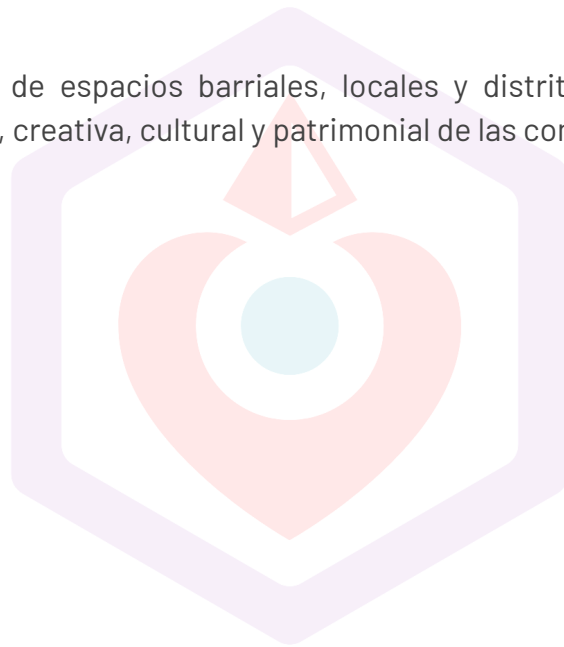 de espacios barriales, locales y distrit
, creativa, cultural y patrimonial de las cor